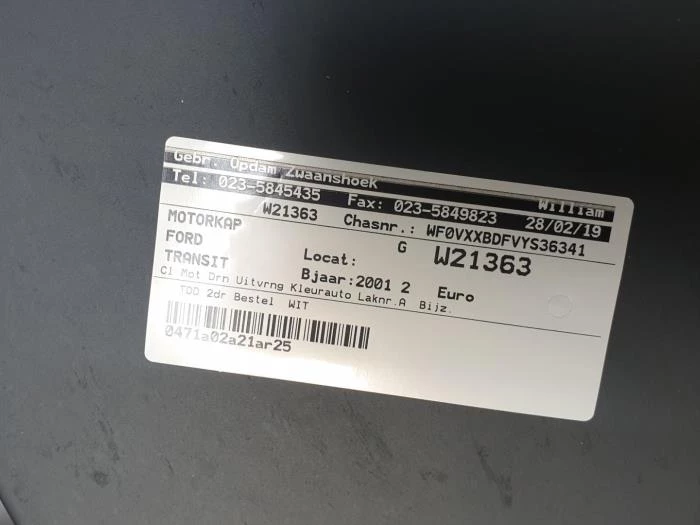 Gebr. Opdam Zwaanshoek William
Tel: 023-5845435 Fax: 023-5849823 28/02/19
W21363 Chasnr.: WF0VXXBDFVYS36341
MOTORKAP G W21363
FORD Locat:
TRANSIT Bjaar:2001 2 Euro
Cl Mot Drn Uitvrng Kleurauto Laknr.A Bijz.
TDD 2dr Bestel WIT
0471a02a21ar25